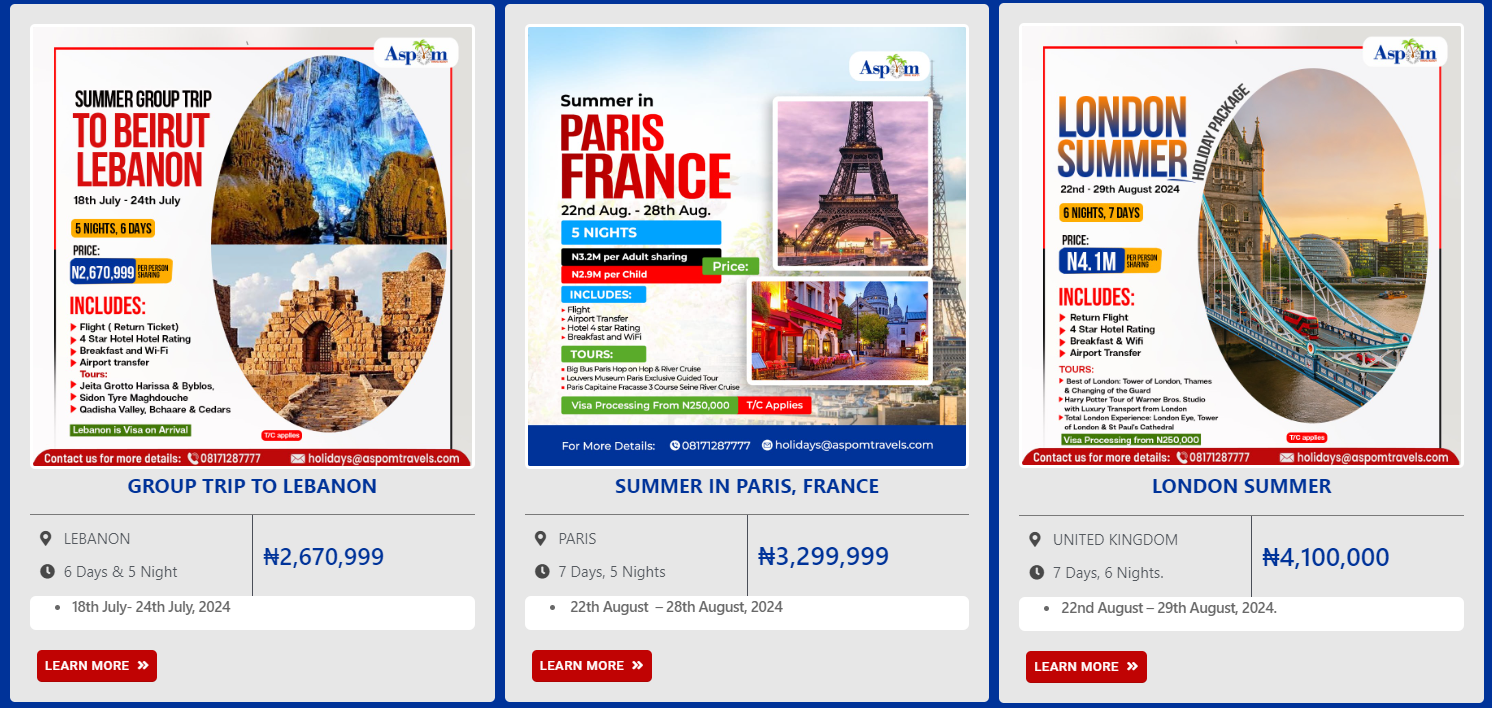 Aspom
SUMMER GROUP TRIP
TO BEIRUT
LEBANON
18th July - 24th July
5 NIGHTS, 6 DAYS
PRICE:
N2,670,999 PER PERSON SHARING
INCLUDES:
Flight ( Return Ticket)
4 Star Hotel Hotel Rating
Breakfast and Wi-Fi
Airport transfer
Tours:
Jeita Grotto Harissa & Byblos,
Sidon Tyre Maghdouche
Qadisha Valley, Bchaare & Cedars
Lebanon is Visa on Arrival
T/C applies
Contact us for more details: 08171287777 holidays@aspomtravels.com
GROUP TRIP TO LEBANON
LEBANON
6 Days & 5 Night
₦2,670,999
• 18th July- 24th July, 2024
LEARN MORE »
Aspom
Summer in
PARIS
FRANCE
22nd Aug. - 28th Aug.
5 NIGHTS
N3.2M per Adult sharing
Price:
N2.9M per Child
INCLUDES:
Flight
Airport Transfer
Hotel 4 star Rating
Breakfast and WiFi
TOURS:
Big Bus Paris Hop on Hop & River Cruise
Louvers Museum Paris Exclusive Guided Tour
Paris Capitaine Fracasse 3 Course Seine River Cruise
Visa Processing From N250,000 T/C Applies
For More Details: 08171287777 holidays@aspomtravels.com
SUMMER IN PARIS, FRANCE
PARIS
7 Days, 5 Nights
₦3,299,999
• 22th August – 28th August, 2024
LEARN MORE »
Aspom
LONDON
SUMMER
HOLIDAY PACKAGE
22nd - 29th August 2024
6 NIGHTS, 7 DAYS
PRICE:
N4.1M PER PERSON SHARING
INCLUDES:
Return Flight
4 Star Hotel Rating
Breakfast & Wifi
Airport Transfer
TOURS:
Best of London: Tower of London, Thames
& Changing of the Guard
Harry Potter Tour of Warner Bros. Studio
with Luxury Transport from London
Total London Experience: London Eye, Tower
of London & St Paul's Cathedral
Visa Processing from N250,000
T/C applies
Contact us for more details: 08171287777 holidays@aspomtravels.com
LONDON SUMMER
UNITED KINGDOM
7 Days, 6 Nights.
₦4,100,000
• 22nd August – 29th August, 2024.
LEARN MORE »